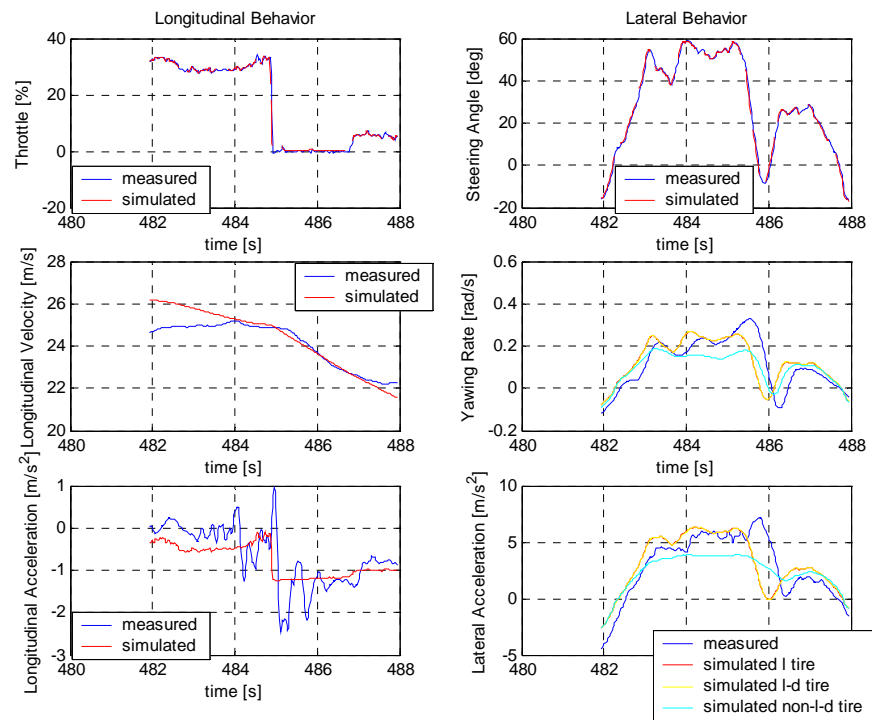 Longitudinal Behavior
Throttle [%]
40
20
0
-20
480
482
484
486
488
time [s]
measured
simulated
Lateral Behavior
Steering Angle [deg]
60
40
20
0
-20
480
482
484
486
488
time [s]
measured
simulated
Longitudinal Velocity [m/s]
28
26
24
22
20
480
482
484
486
488
time [s]
measured
simulated
Yawing Rate [rad/s]
0.6
0.4
0.2
0
-0.2
480
482
484
486
488
time [s]
Longitudinal Acceleration [m/s²]
1
0
-1
-2
-3
480
482
484
486
488
time [s]
measured
simulated
Lateral Acceleration [m/s²]
10
5
0
-5
480
482
484
486
488
measured
simulated l tire
simulated l-d tire
simulated non-l-d tire